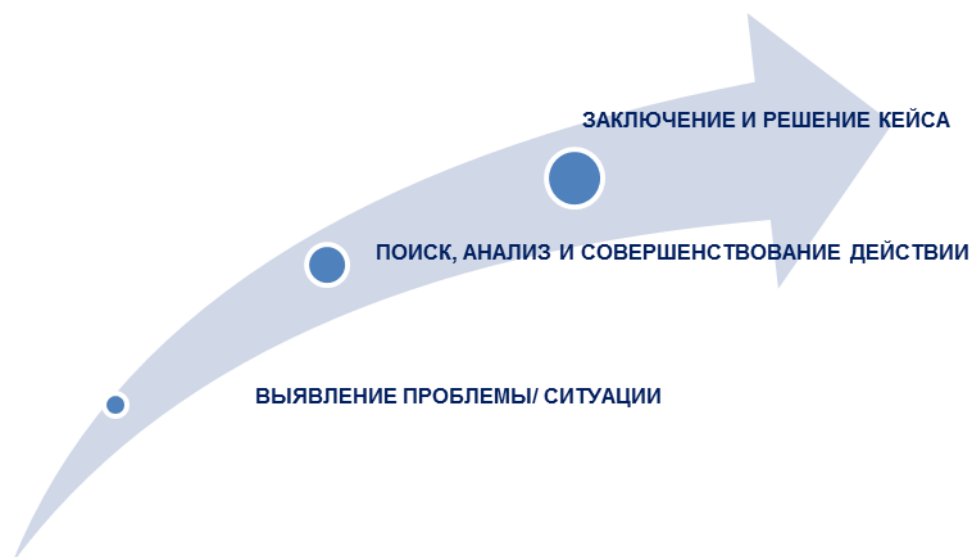 ЗАКЛЮЧЕНИЕ И РЕШЕНИЕ КЕЙСА
ПОИСК, АНАЛИЗ И СОВЕРШЕНСТВОВАНИЕ ДЕЙСТВИИ
ВЫЯВЛЕНИЕ ПРОБЛЕМЫ/ СИТУАЦИИ